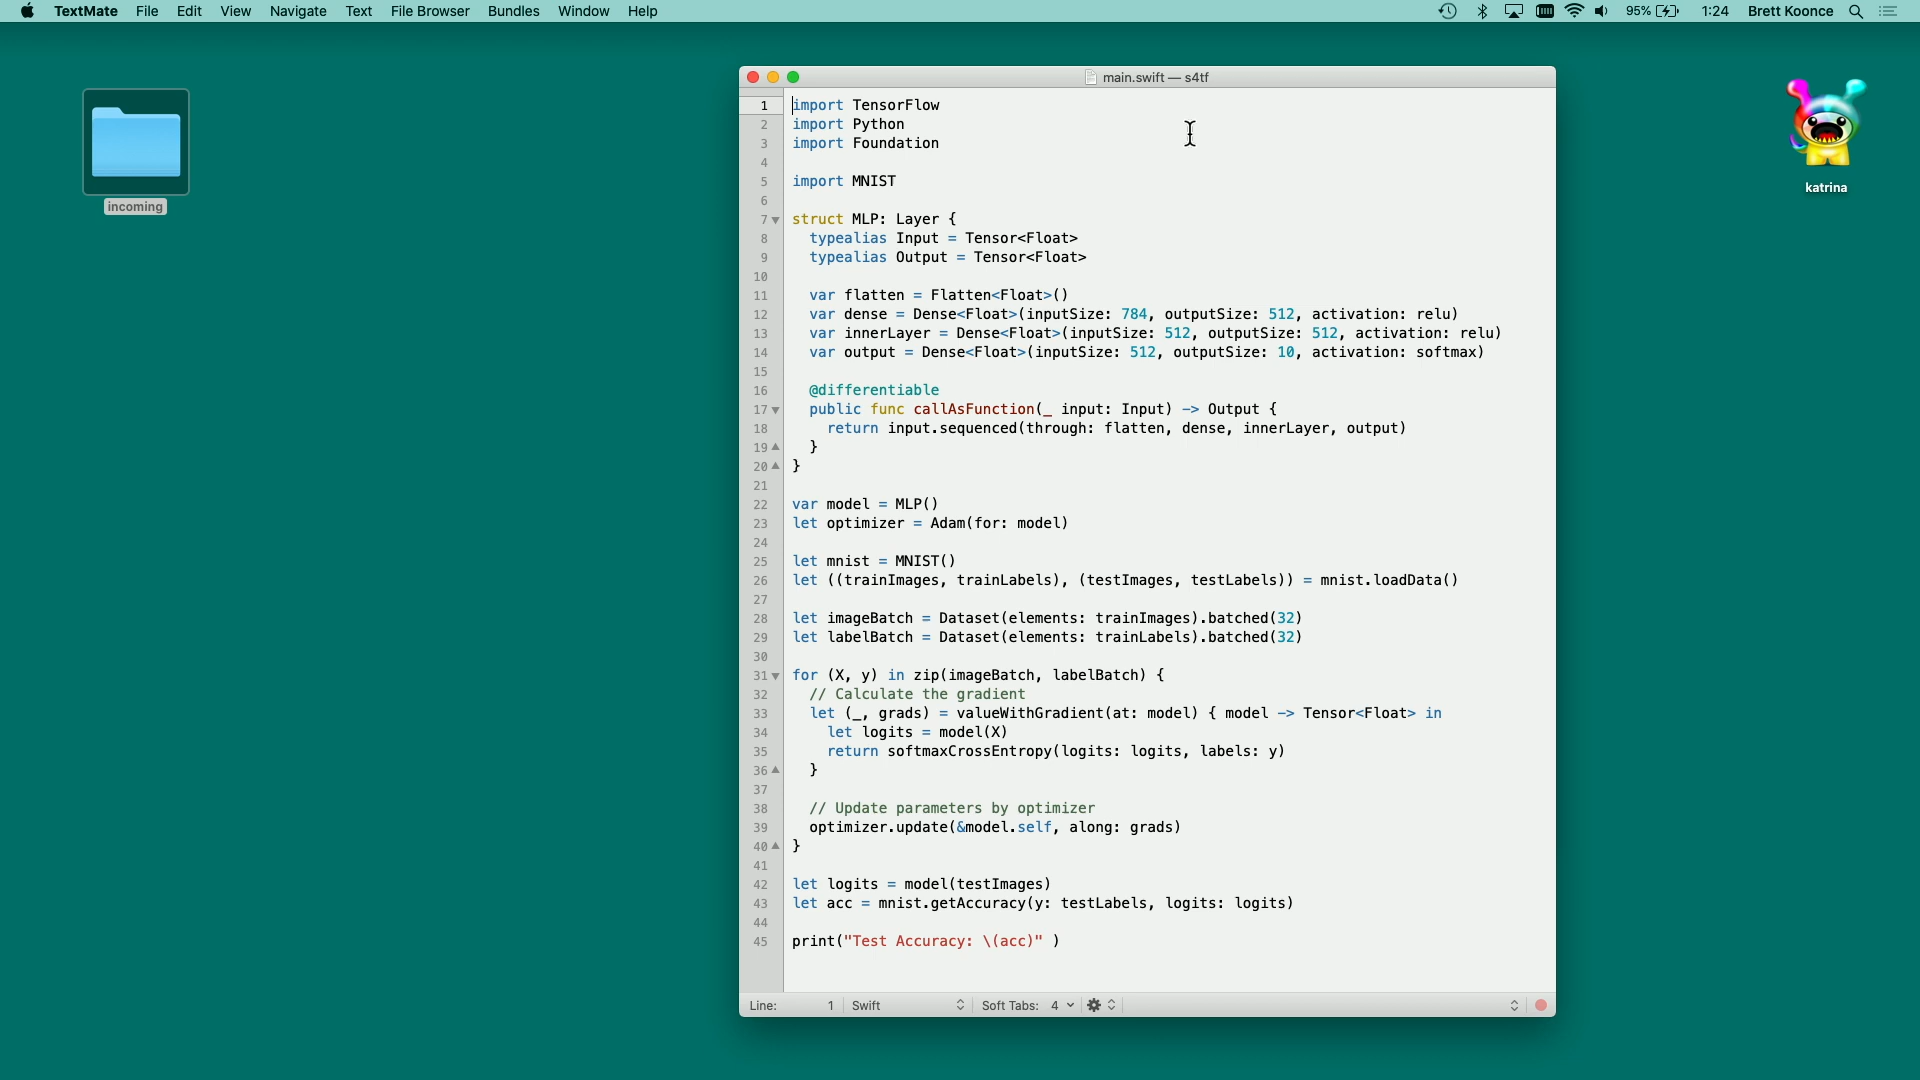 TextMate File Edit View Navigate Text File Browser Bundles Window Help 95% 1:24 Brett Koonce
incoming
katrina
main.swift — s4tf
1 import TensorFlow
2 import Python
3 import Foundation
4
5 import MNIST
6
7 struct MLP: Layer {
8 typealias Input = Tensor<Float>
9 typealias Output = Tensor<Float>
10
11 var flatten = Flatten<Float>()
12 var dense = Dense<Float>(inputSize: 784, outputSize: 512, activation: relu)
13 var innerLayer = Dense<Float>(inputSize: 512, outputSize: 512, activation: relu)
14 var output = Dense<Float>(inputSize: 512, outputSize: 10, activation: softmax)
15
16 @differentiable
17 public func callAsFunction(_ input: Input) -> Output {
18 return input.sequenced(through: flatten, dense, innerLayer, output)
19 }
20 }
21
22 var model = MLP()
23 let optimizer = Adam(for: model)
24
25 let mnist = MNIST()
26 let ((trainImages, trainLabels), (testImages, testLabels)) = mnist.loadData()
27
28 let imageBatch = Dataset(elements: trainImages).batched(32)
29 let labelBatch = Dataset(elements: trainLabels).batched(32)
30
31 for (X, y) in zip(imageBatch, labelBatch) {
32 // Calculate the gradient
33 let (_, grads) = valueWithGradient(at: model) { model -> Tensor<Float> in
34 let logits = model(X)
35 return softmaxCrossEntropy(logits: logits, labels: y)
36 }
37
38 // Update parameters by optimizer
39 optimizer.update(&model.self, along: grads)
40 }
41
42 let logits = model(testImages)
43 let acc = mnist.getAccuracy(y: testLabels, logits: logits)
44
45 print("Test Accuracy: \(acc)" )
Line: 1 Swift Soft Tabs: 4